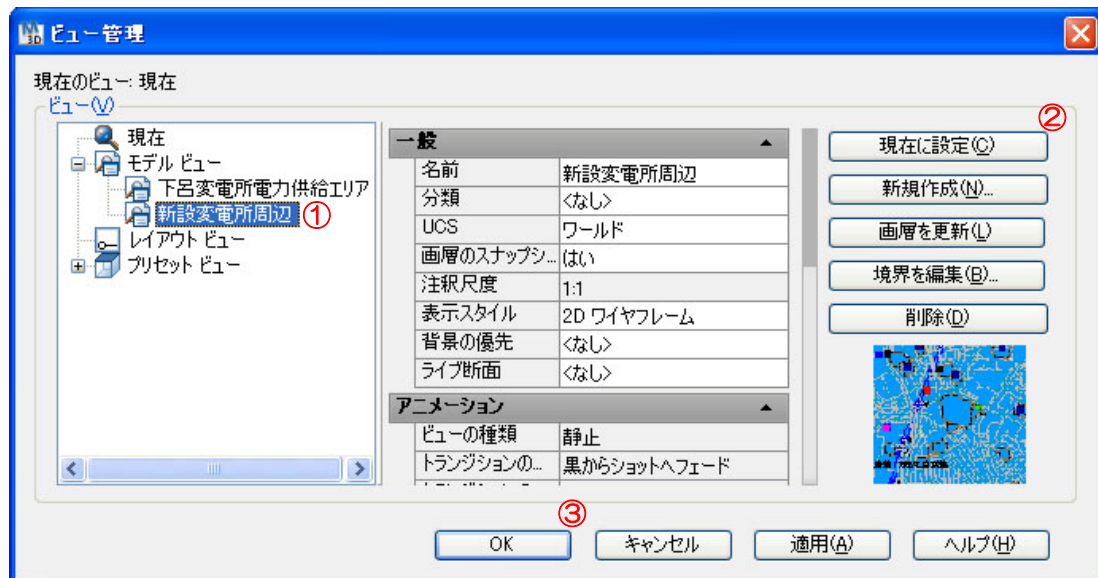 ビュー管理
現在のビュー: 現在
ビュー(V)
現在
モデル ビュー
下呂変電所電力供給エリア
新設変電所周辺 ①
レイアウト ビュー
プリセット ビュー
一般
名前 新設変電所周辺
分類 <なし>
UCS ワールド
画層のスナップシ... はい
注釈尺度 1:1
表示スタイル 2D ワイヤフレーム
背景の優先 <なし>
ライブ断面 <なし>
アニメーション
ビューの種類 静止
トランジションの... 黒からショットへフェード
②
現在に設定(C)
新規作成(N)...
画層を更新(L)
境界を編集(B)...
削除(D)
③
OK キャンセル 適用(A) ヘルプ(H)